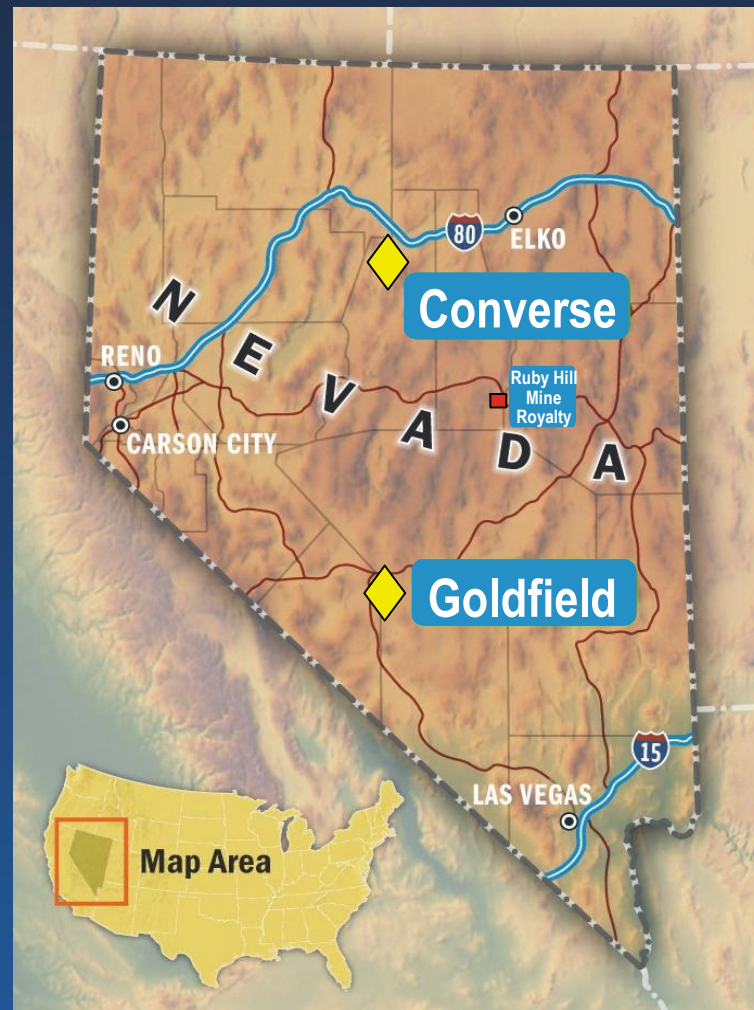 80
ELKO
Converse
NEVADA
RENO
Ruby Hill
Mine
Royalty
CARSON CITY
Goldfield
15
LAS VEGAS
Map Area